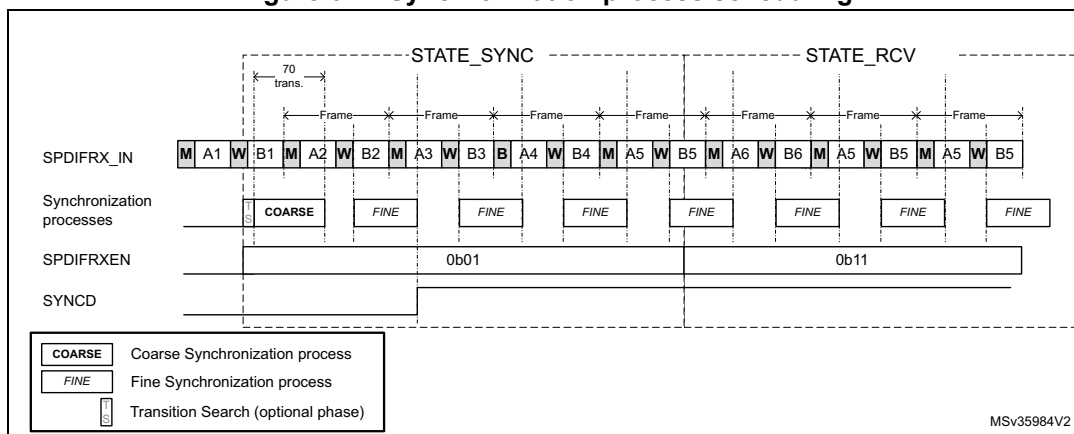 STATE_SYNC STATE_RCV
70
trans.
Frame Frame Frame Frame Frame Frame Frame
SPDIFRX_IN M A1 W B1 M A2 W B2 M A3 W B3 B A4 W B4 M A5 W B5 M A6 W B6 M A5 W B5 M A5 W B5
Synchronization
processes
TS COARSE FINE FINE FINE FINE FINE FINE FINE
SPDIFRXEN 0b01 0b11
SYNCD
COARSE Coarse Synchronization process
FINE Fine Synchronization process
TS Transition Search (optional phase)
MSv35984V2